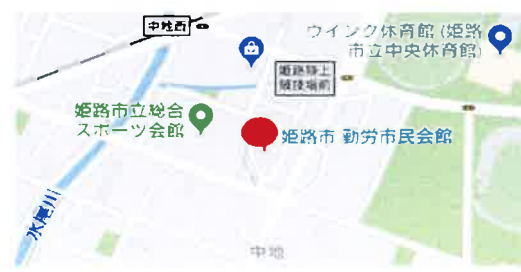 中地西
ウインク体育館 (姫路
市立中央体育館)
姫路陸上
競技場前
姫路市立総合
スポーツ会館
姫路市 勤労市民会館
水尾川
中地